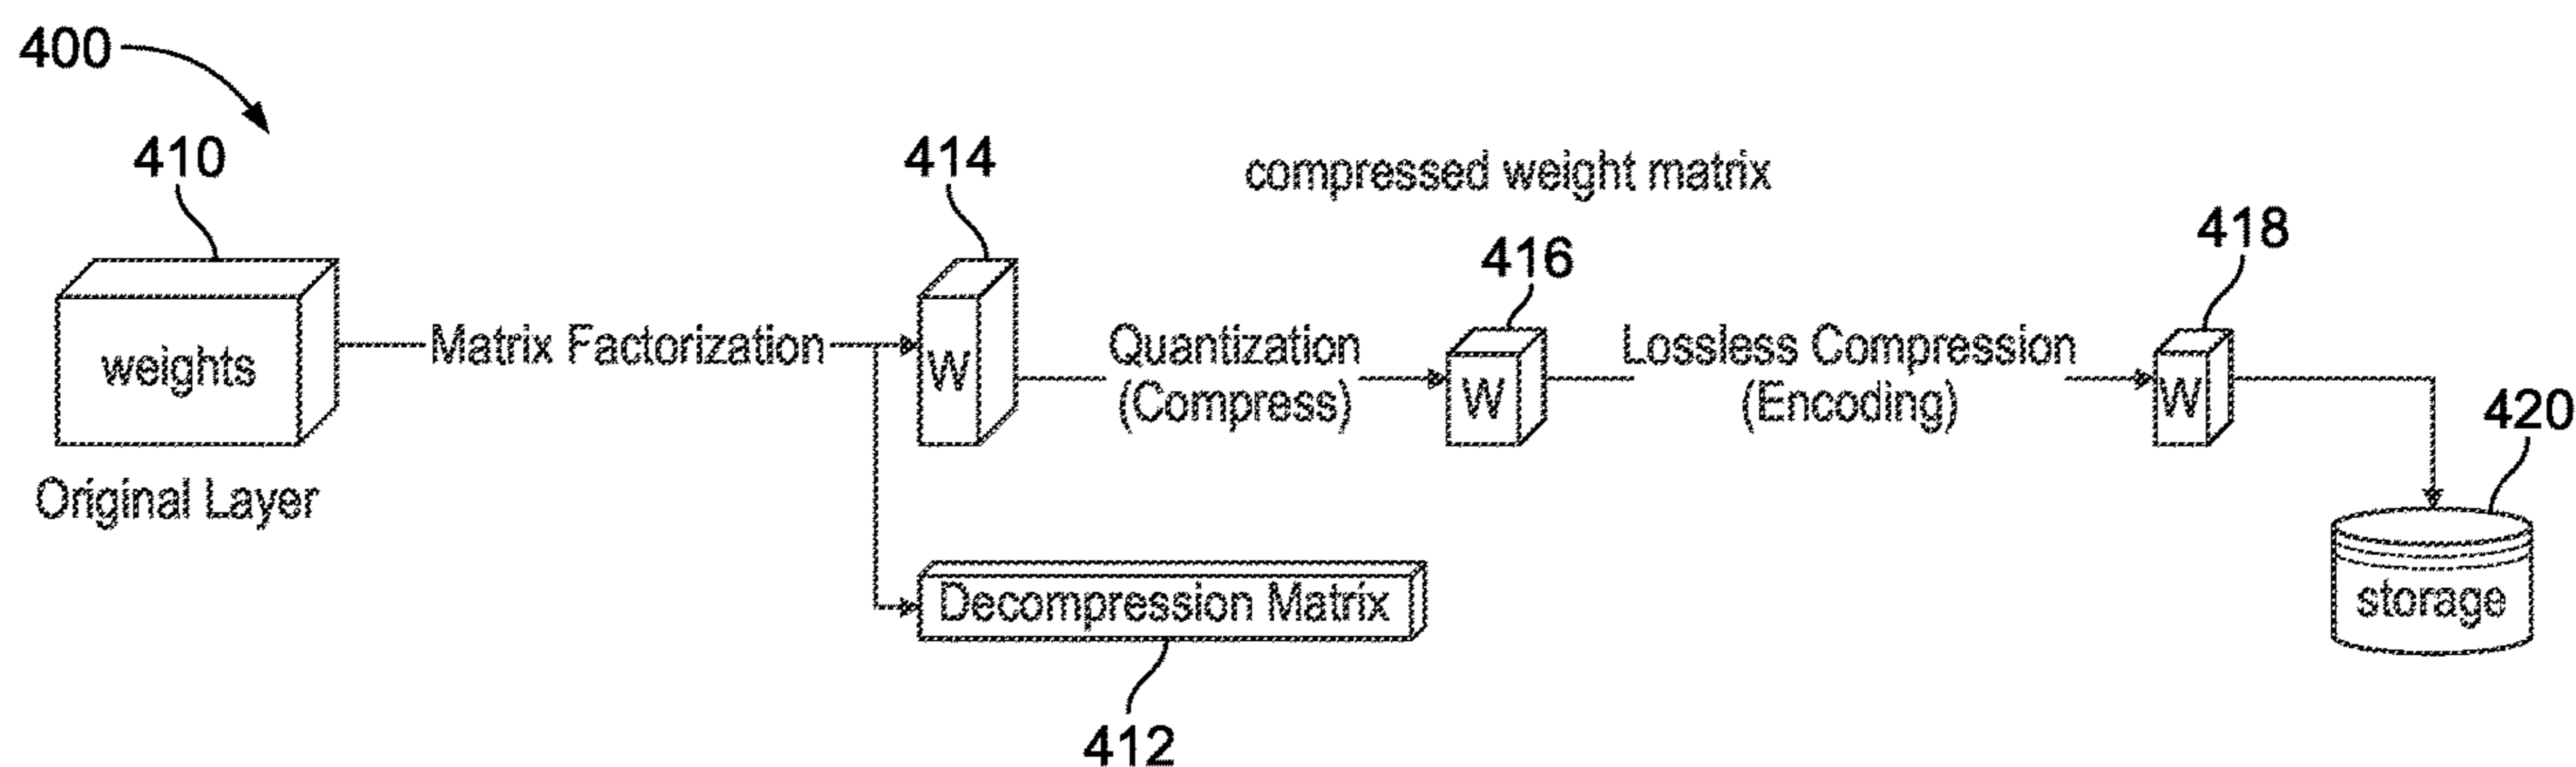 400
410
414
compressed weight matrix
416
418
weights
Matrix Factorization
W
Quantization
(Compress)
W
Lossless Compression
(Encoding)
W
420
Original Layer
Decompression Matrix
storage
412